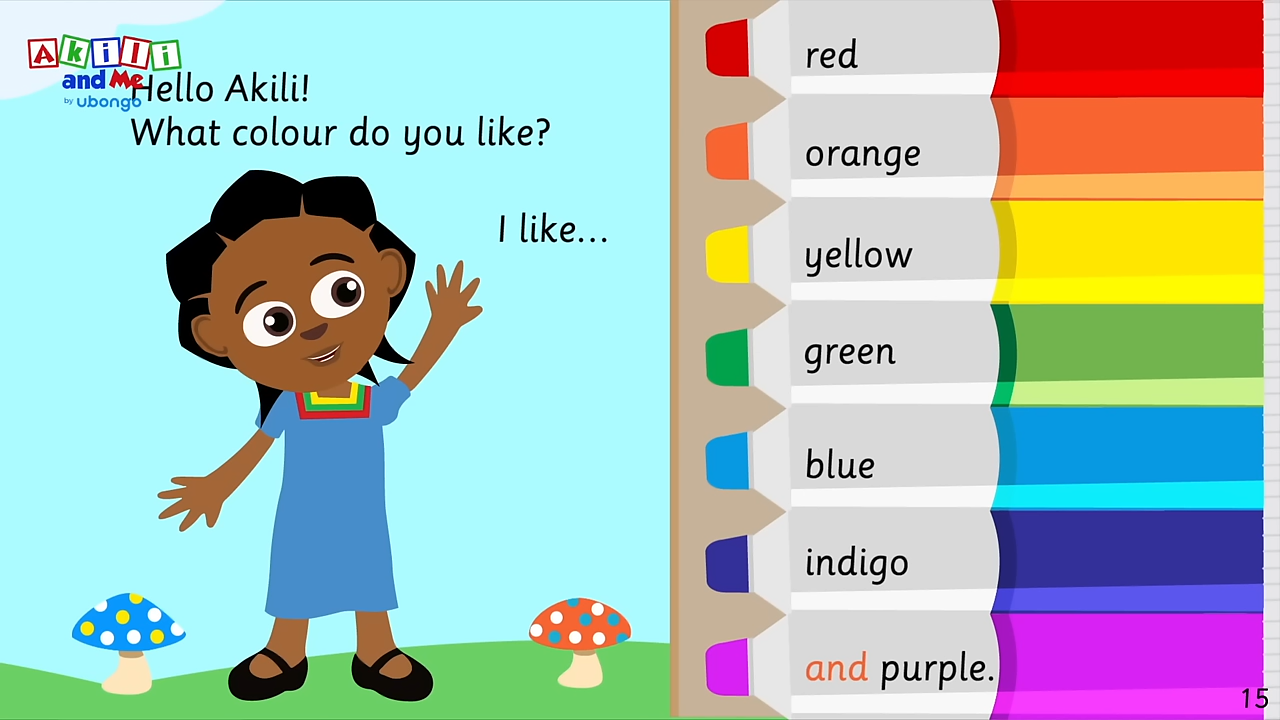 Akili
and Me
by ubongo
Hello Akili!
What colour do you like?
I like...
red
orange
yellow
green
blue
indigo
and purple.
15